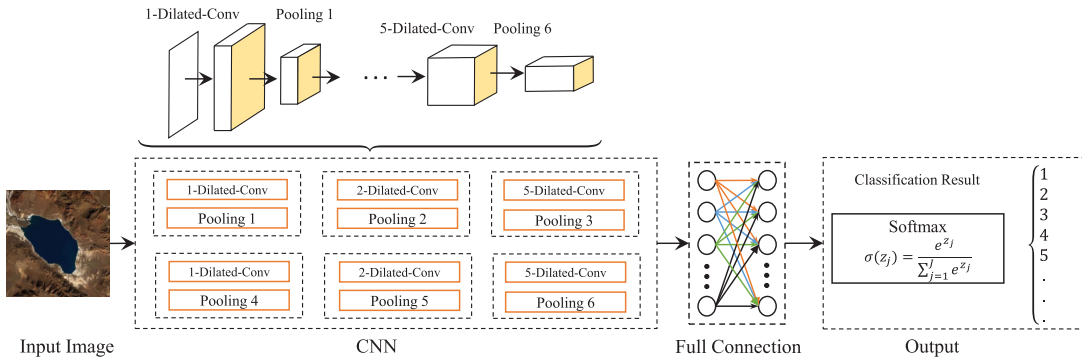 1-Dilated-Conv
Pooling 1
5-Dilated-Conv
Pooling 6
...
1-Dilated-Conv
Pooling 1
2-Dilated-Conv
Pooling 2
5-Dilated-Conv
Pooling 3
1-Dilated-Conv
Pooling 4
2-Dilated-Conv
Pooling 5
5-Dilated-Conv
Pooling 6
Classification Result
Softmax
σ(z_j) = e^{z_j} / ∑_{j=1}^{J} e^{z_j}
1
2
3
4
5
.
.
.
Input Image
CNN
Full Connection
Output